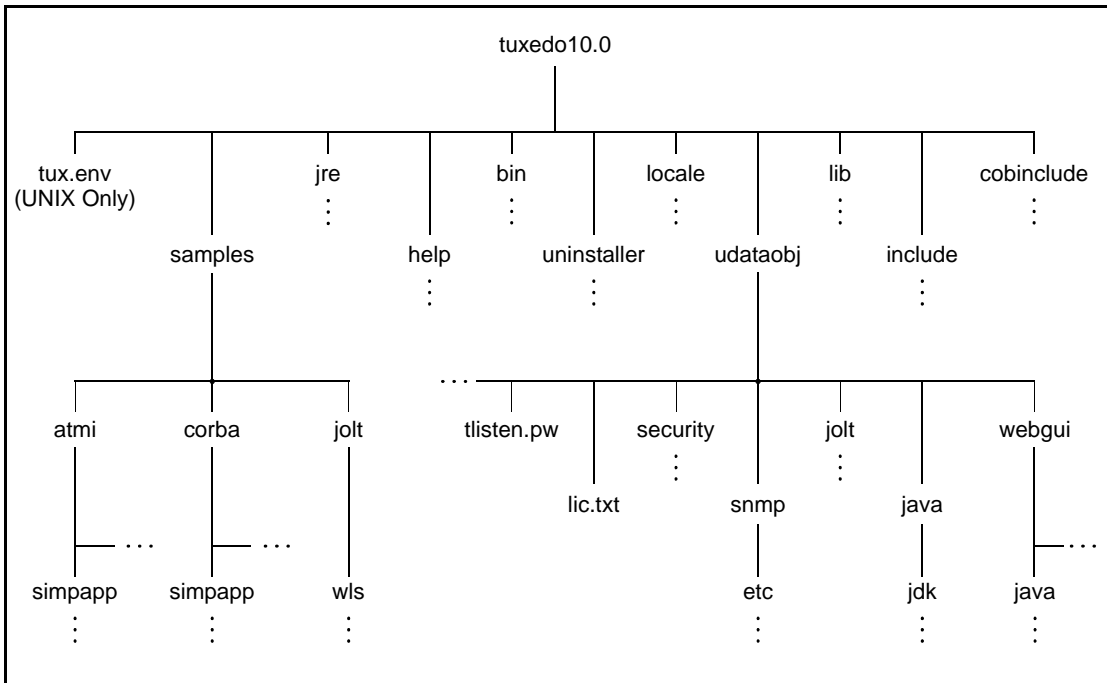 tuxedo10.0
tux.env
(UNIX Only)
jre
bin
locale
lib
cobinclude
samples
help
uninstaller
udataobj
include
atmi
corba
jolt
tlisten.pw
security
jolt
webgui
lic.txt
snmp
java
simpapp
simpapp
wls
etc
jdk
java